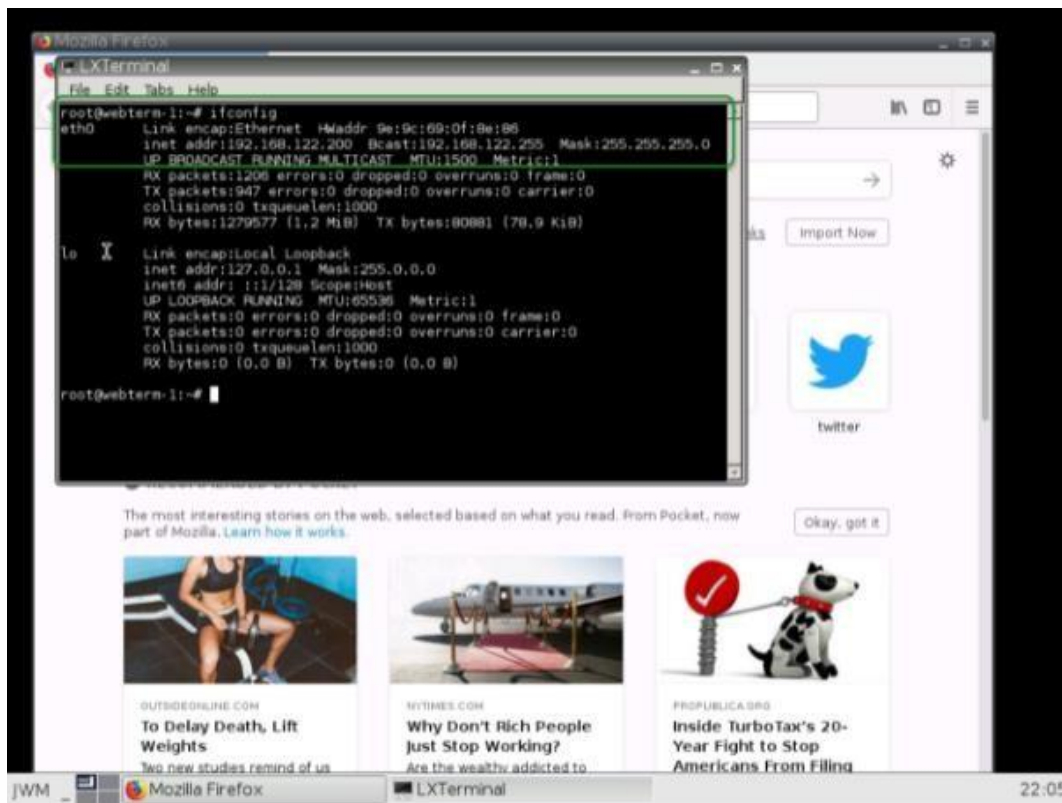 Mozilla Firefox
LXTerminal
File Edit Tabs Help
root@webterm-1:~# ifconfig
eth0 Link encap:Ethernet HWaddr 9e:9c:69:0f:8e:86
inet addr:192.168.122.200 Bcast:192.168.122.255 Mask:255.255.255.0
UP BROADCAST RUNNING MULTICAST MTU:1500 Metric:1
RX packets:1206 errors:0 dropped:0 overruns:0 frame:0
TX packets:947 errors:0 dropped:0 overruns:0 carrier:0
collisions:0 txqueuelen:1000
RX bytes:1279577 (1.2 MiB) TX bytes:80881 (78.9 KiB)
lo Link encap:Local Loopback
inet addr:127.0.0.1 Mask:255.0.0.0
inet6 addr: ::1/128 Scope:Host
UP LOOPBACK RUNNING MTU:65536 Metric:1
RX packets:0 errors:0 dropped:0 overruns:0 frame:0
TX packets:0 errors:0 dropped:0 overruns:0 carrier:0
collisions:0 txqueuelen:1000
RX bytes:0 (0.0 B) TX bytes:0 (0.0 B)
root@webterm-1:~#
Import Now
twitter
The most interesting stories on the web, selected based on what you read. From Pocket, now
part of Mozilla. Learn how it works.
Okay, got it
OUTSIDEONLINE.COM
To Delay Death, Lift
Weights
Two new studies remind of us
NYTIMES.COM
Why Don't Rich People
Just Stop Working?
Are the wealthy addicted to
PROPUBLICA.ORG
Inside TurboTax's 20-
Year Fight to Stop
Americans From Filing
JWM
Mozilla Firefox
LXTerminal
22:05